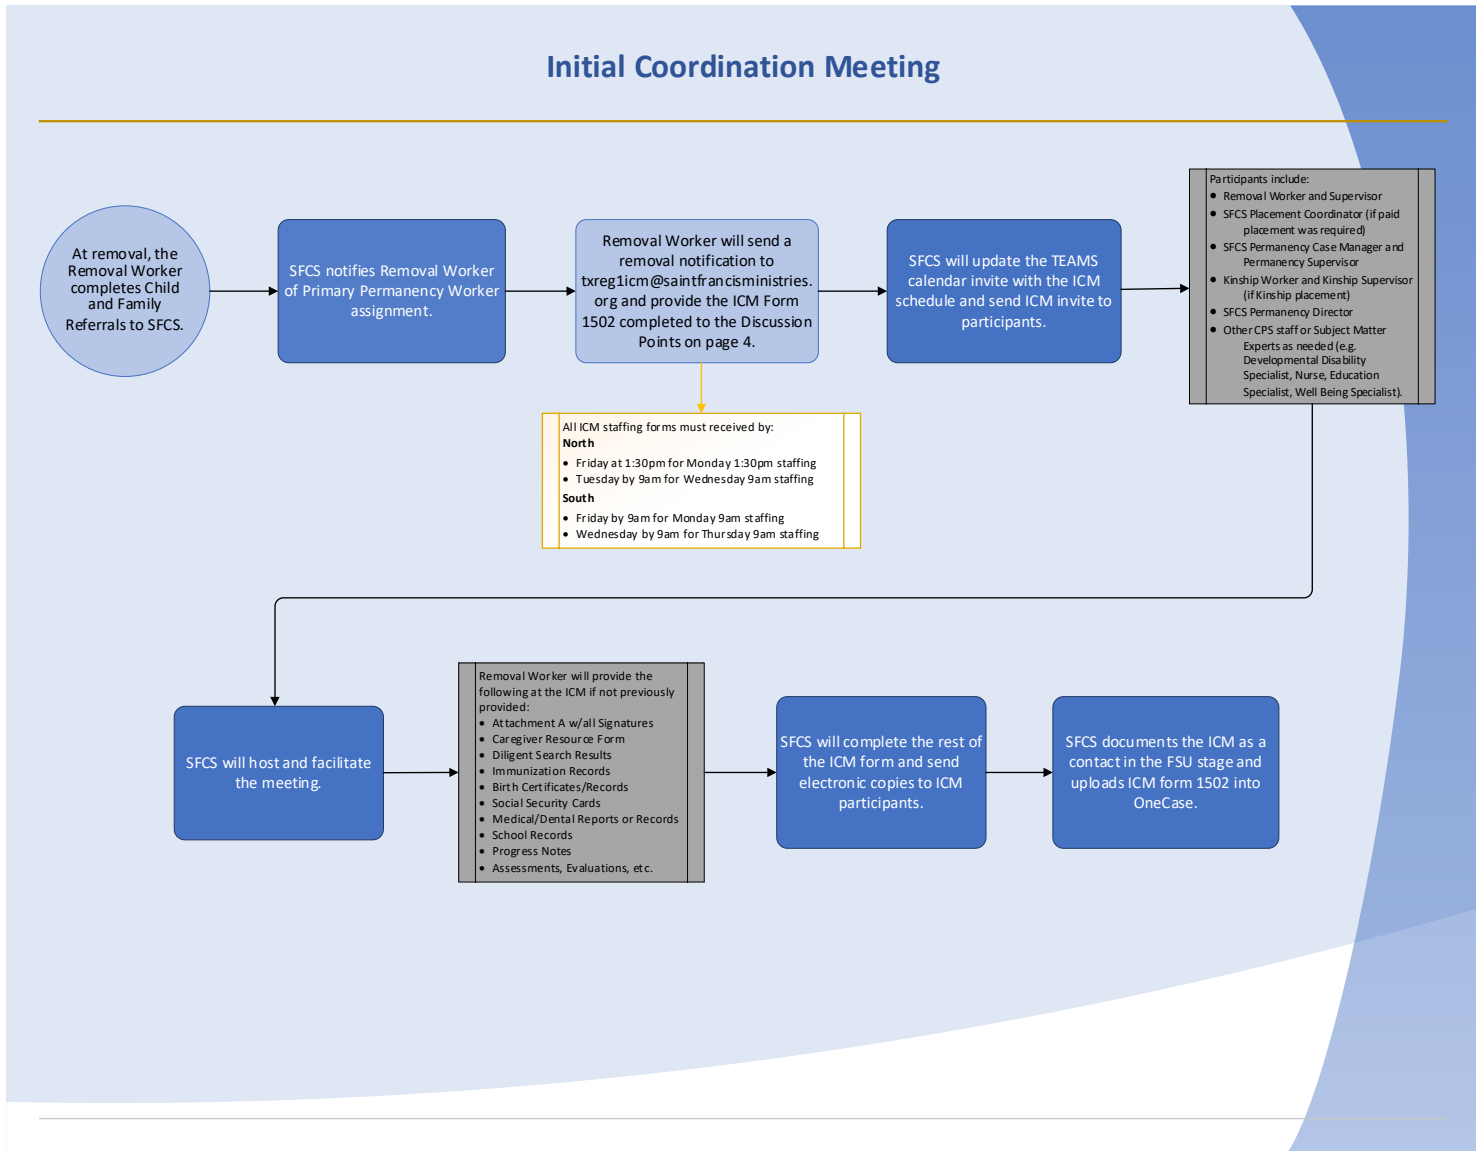 Initial Coordination Meeting
At removal, the
Removal Worker
completes Child
and Family
Referrals to SFCS.
SFCS notifies Removal Worker
of Primary Permanency Worker
assignment.
Removal Worker will send a
removal notification to
txreg1icm@saintfrancisministries.
org and provide the ICM Form
1502 completed to the Discussion
Points on page 4.
SFCS will update the TEAMS
calendar invite with the ICM
schedule and send ICM invite to
participants.
Participants include:
• Removal Worker and Supervisor
• SFCS Placement Coordinator (if paid
placement was required)
• SFCS Permanency Case Manager and
Permanency Supervisor
• Kinship Worker and Kinship Supervisor
(if Kinship placement)
• SFCS Permanency Director
• Other CPS staff or Subject Matter
Experts as needed (e.g.
Developmental Disability
Specialist, Nurse, Education
Specialist, Well Being Specialist).
All ICM staffing forms must received by:
North
• Friday at 1:30pm for Monday 1:30pm staffing
• Tuesday by 9am for Wednesday 9am staffing
South
• Friday by 9am for Monday 9am staffing
• Wednesday by 9am for Thursday 9am staffing
SFCS will host and facilitate
the meeting.
Removal Worker will provide the
following at the ICM if not previously
provided:
• Attachment A w/all Signatures
• Caregiver Resource Form
• Diligent Search Results
• Immunization Records
• Birth Certificates/Records
• Social Security Cards
• Medical/Dental Reports or Records
• School Records
• Progress Notes
• Assessments, Evaluations, etc.
SFCS will complete the rest of
the ICM form and send
electronic copies to ICM
participants.
SFCS documents the ICM as a
contact in the FSU stage and
uploads ICM form 1502 into
OneCase.